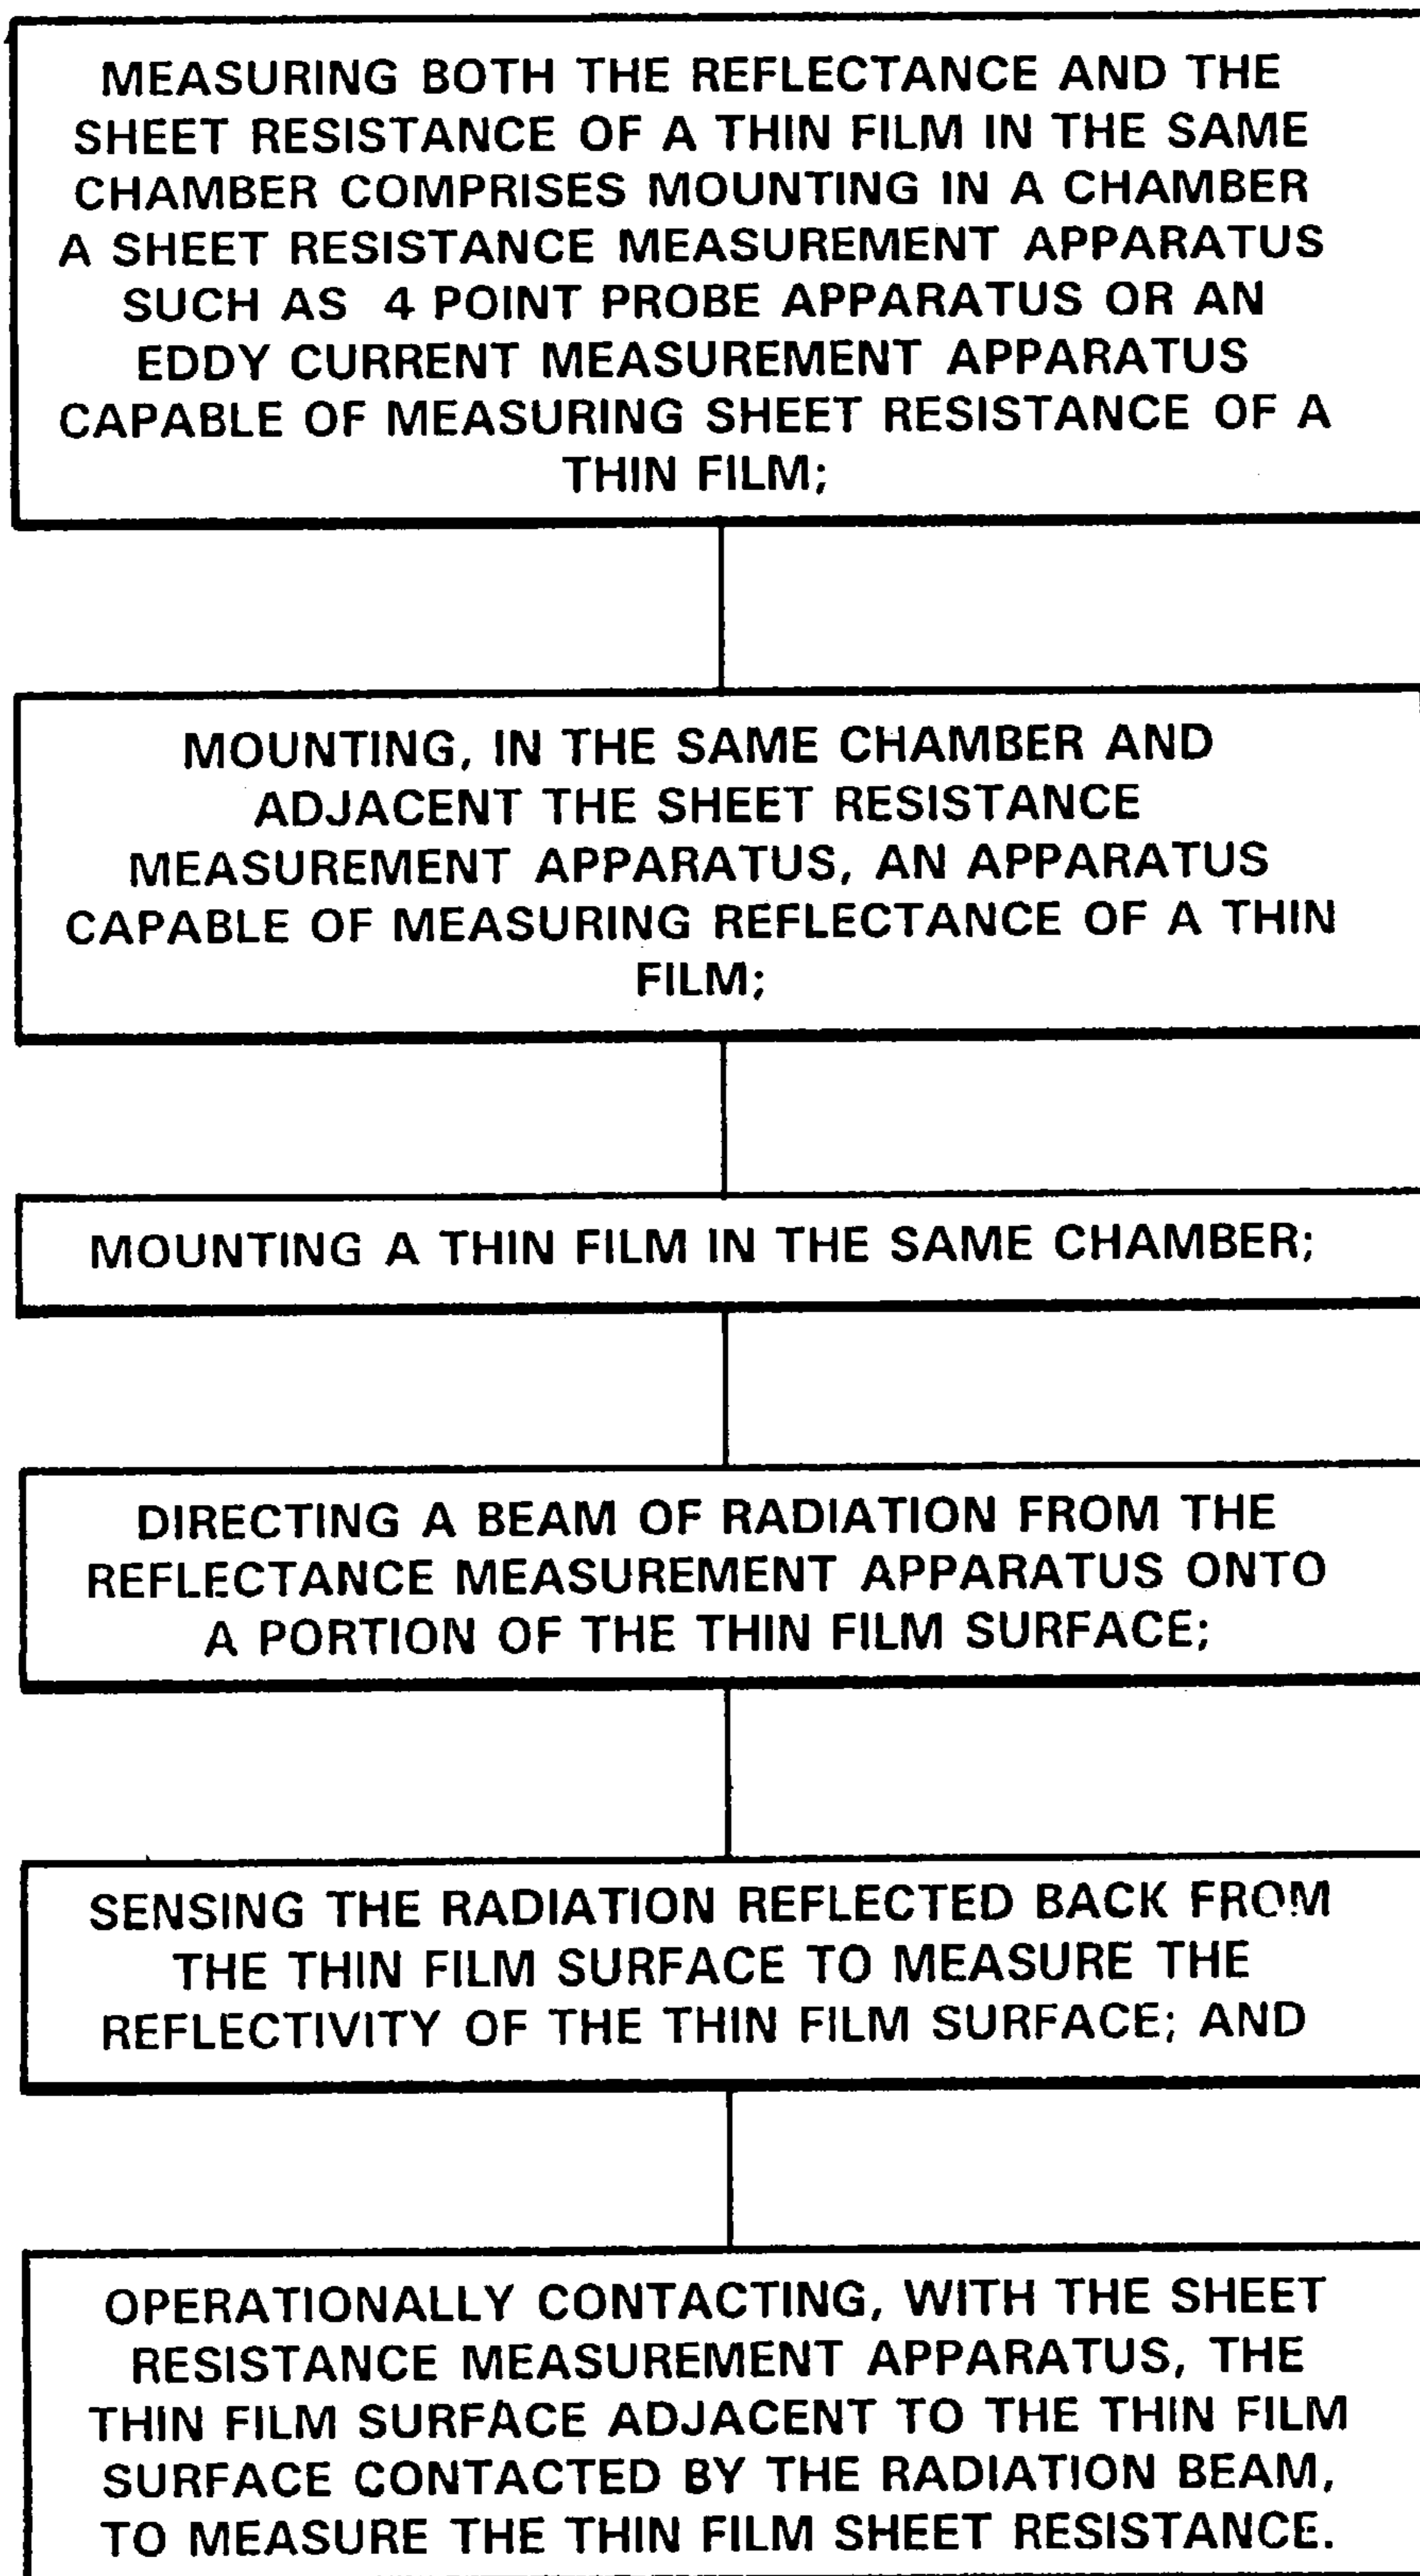 MEASURING BOTH THE REFLECTANCE AND THE
SHEET RESISTANCE OF A THIN FILM IN THE SAME
CHAMBER COMPRISES MOUNTING IN A CHAMBER
A SHEET RESISTANCE MEASUREMENT APPARATUS
SUCH AS 4 POINT PROBE APPARATUS OR AN
EDDY CURRENT MEASUREMENT APPARATUS
CAPABLE OF MEASURING SHEET RESISTANCE OF A
THIN FILM;
MOUNTING, IN THE SAME CHAMBER AND
ADJACENT THE SHEET RESISTANCE
MEASUREMENT APPARATUS, AN APPARATUS
CAPABLE OF MEASURING REFLECTANCE OF A THIN
FILM;
MOUNTING A THIN FILM IN THE SAME CHAMBER;
DIRECTING A BEAM OF RADIATION FROM THE
REFLECTANCE MEASUREMENT APPARATUS ONTO
A PORTION OF THE THIN FILM SURFACE;
SENSING THE RADIATION REFLECTED BACK FROM
THE THIN FILM SURFACE TO MEASURE THE
REFLECTIVITY OF THE THIN FILM SURFACE; AND
OPERATIONALLY CONTACTING, WITH THE SHEET
RESISTANCE MEASUREMENT APPARATUS, THE
THIN FILM SURFACE ADJACENT TO THE THIN FILM
SURFACE CONTACTED BY THE RADIATION BEAM,
TO MEASURE THE THIN FILM SHEET RESISTANCE.